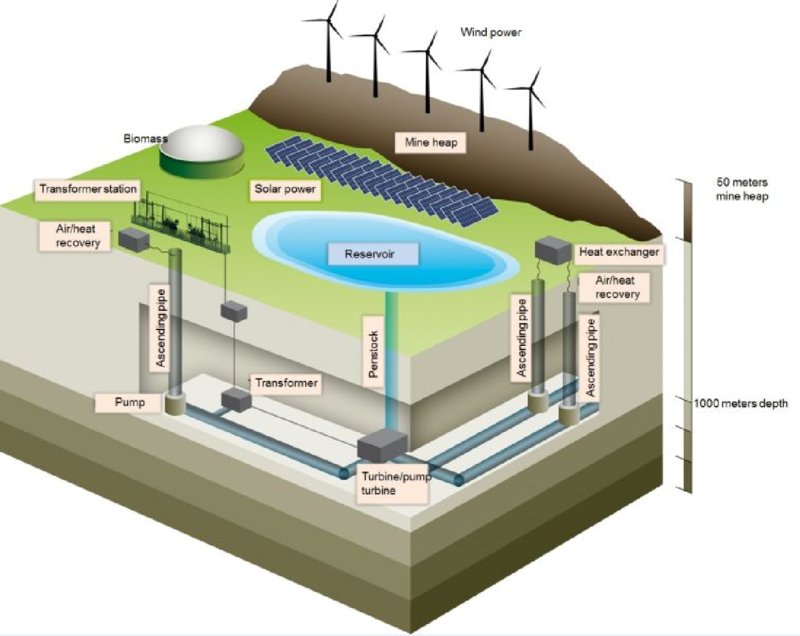 Wind power
Biomass
Mine heap
Transformer station
Solar power
50 meters
mine heap
Air/heat
recovery
Reservoir
Heat exchanger
Air/heat
recovery
Ascending pipe
Penstock
Ascending pipe
Ascending pipe
Transformer
Pump
1000 meters depth
Turbine/pump
turbine